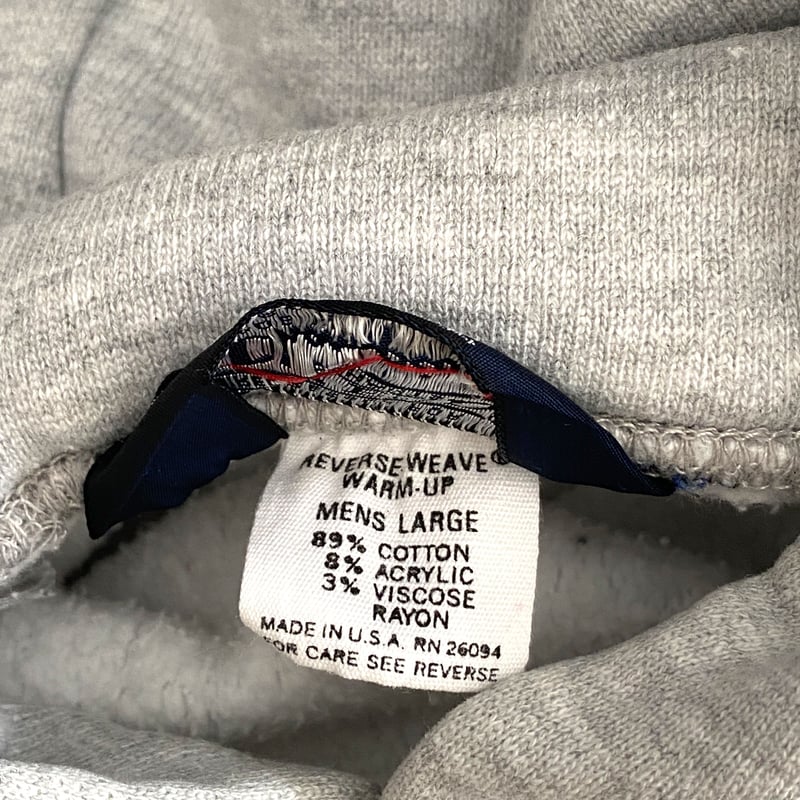 REVERSE WEAVE®
WARM-UP
MENS LARGE
89% COTTON
8% ACRYLIC
3% VISCOSE
RAYON
MADE IN U.S.A. RN 26094
FOR CARE SEE REVERSE